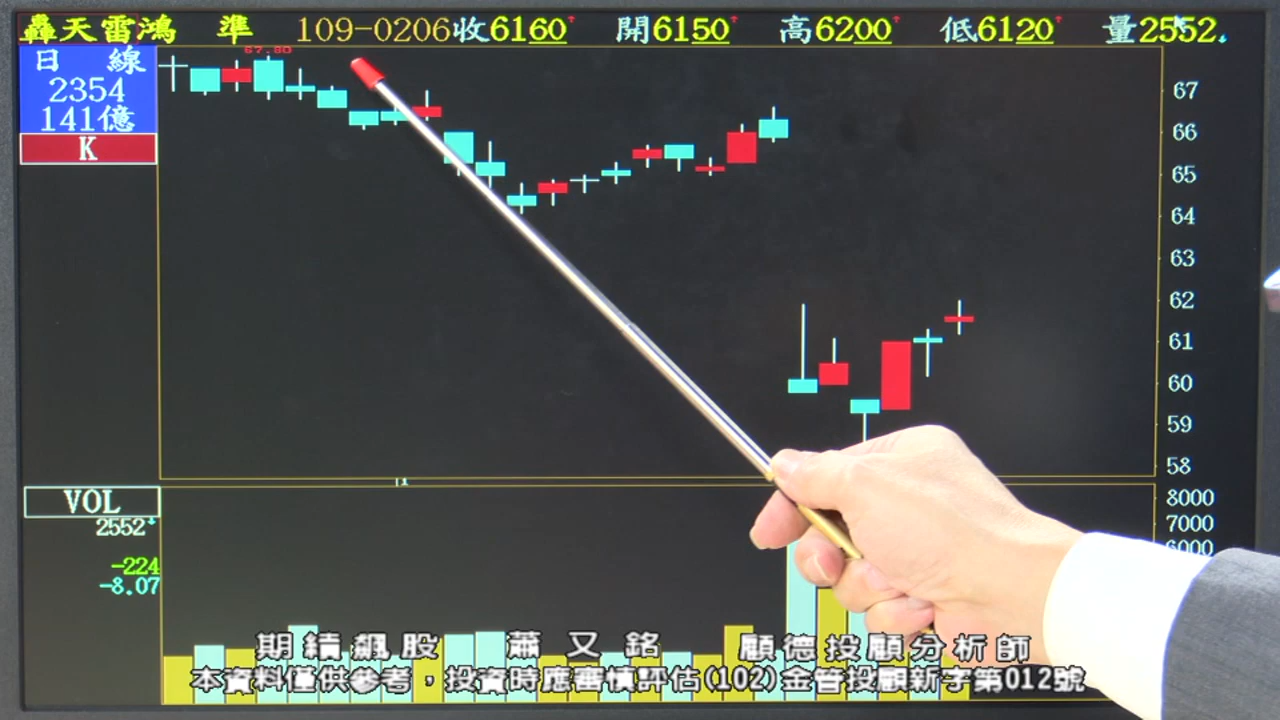 轟天雷鴻 準 109-0206收6160 開6150 高6200 低6120 量2552
日 線
2354
141億
K
67.80
67
66
65
64
63
62
61
60
59
58
VOL
2552
-224
-8.07
8000
7000
6000
期續飆股 蕭又銘 顧德投顧分析師
本資料僅供參考，投資時應審慎評估(102)金管投顧新字第012號